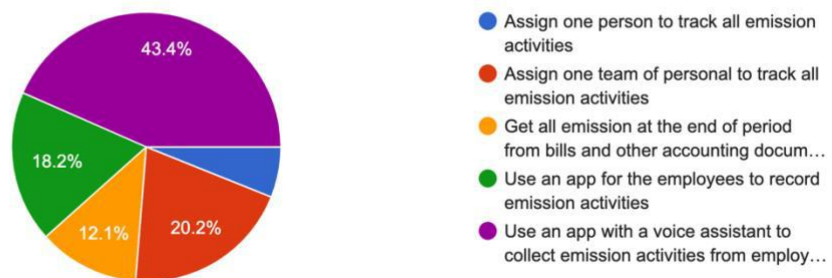 43.4%
18.2%
12.1%
20.2%
Assign one person to track all emission
activities
Assign one team of personal to track all
emission activities
Get all emission at the end of period
from bills and other accounting docum…
Use an app for the employees to record
emission activities
Use an app with a voice assistant to
collect emission activities from employ…